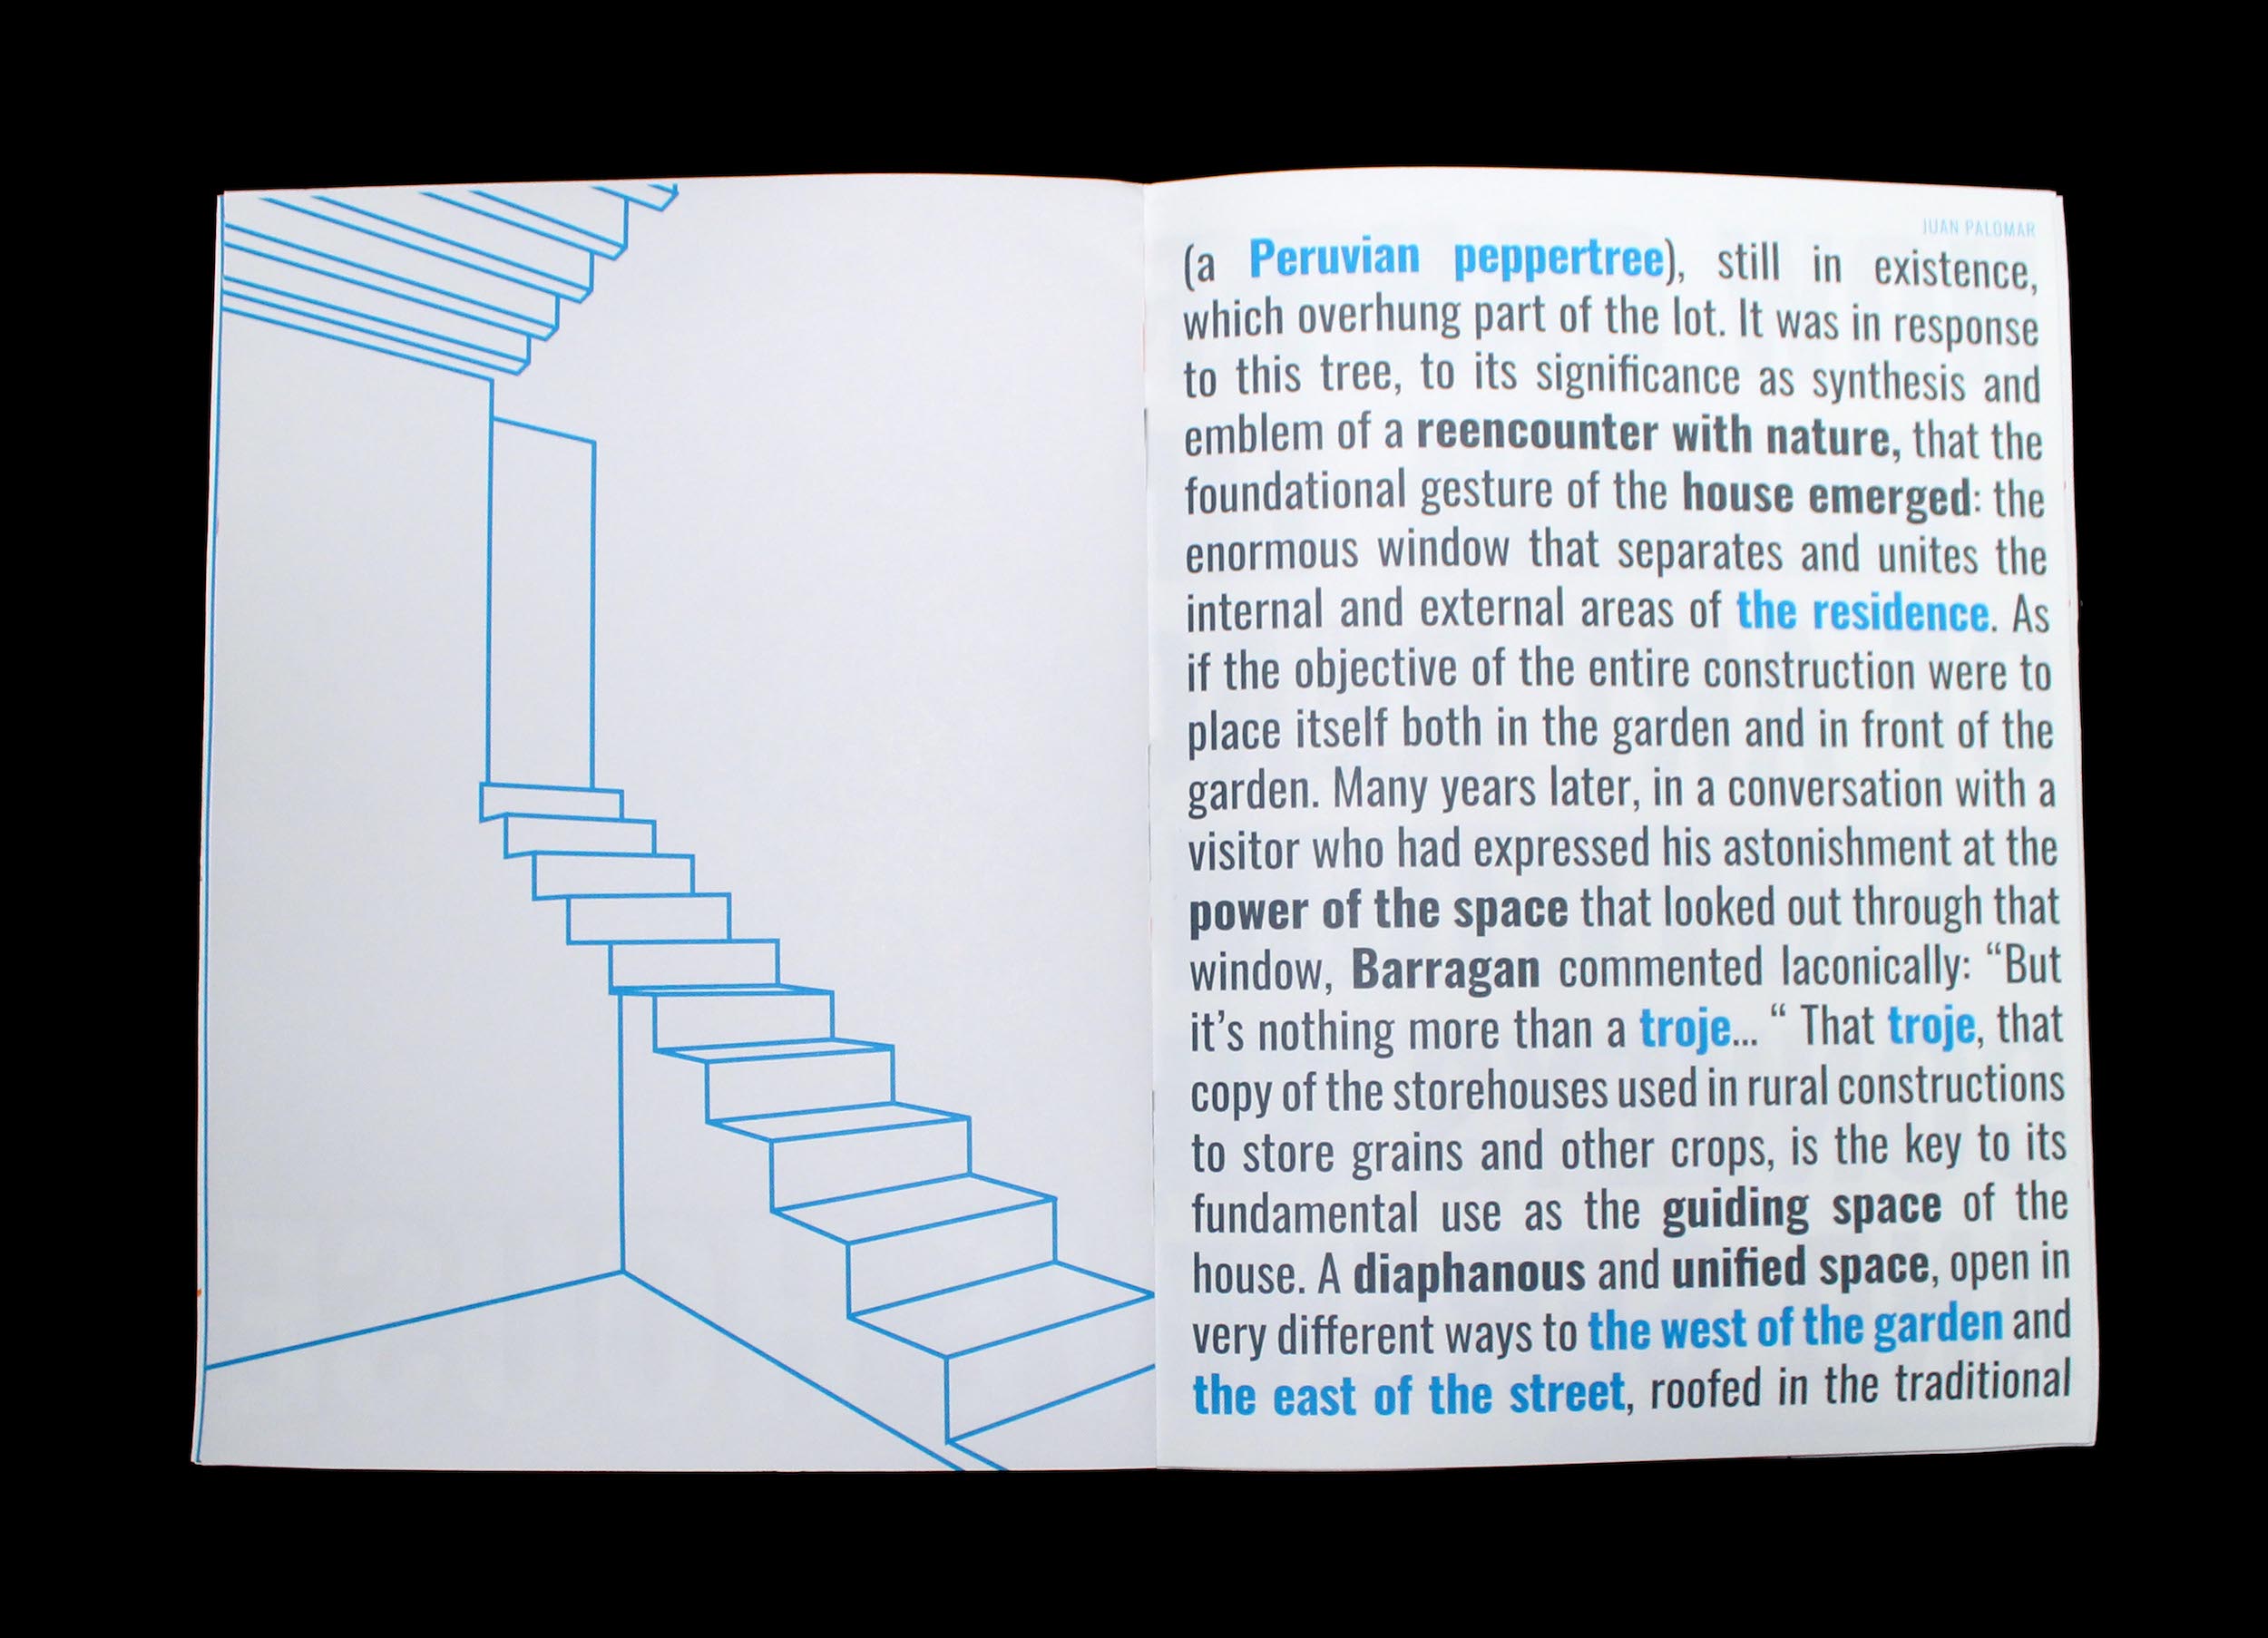 JUAN PALOMAR
(a Peruvian peppertree), still in existence,
which overhung part of the lot. It was in response
to this tree, to its significance as synthesis and
emblem of a reencounter with nature, that the
foundational gesture of the house emerged: the
enormous window that separates and unites the
internal and external areas of the residence. As
if the objective of the entire construction were to
place itself both in the garden and in front of the
garden. Many years later, in a conversation with a
visitor who had expressed his astonishment at the
power of the space that looked out through that
window, Barragan commented laconically: “But
it’s nothing more than a troje... “ That troje, that
copy of the storehouses used in rural constructions
to store grains and other crops, is the key to its
fundamental use as the guiding space of the
house. A diaphanous and unified space, open in
very different ways to the west of the garden and
the east of the street, roofed in the traditional